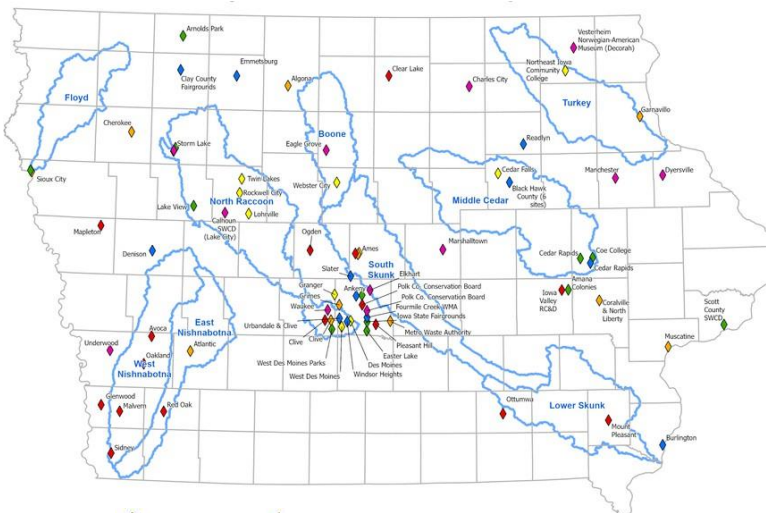 Arnolds Park
Vesterheim
Norwegian-American
Museum (Decorah)
Emmetsburg
Clay County
Fairgrounds
Clear Lake
Northeast Iowa
Community
College
Algona
Charles City
Floyd
Turkey
Garnavillo
Cherokee
Boone
Readlyn
Storm Lake
Eagle Grove
Sioux City
Twin Lakes
Webster City
Cedar Falls
Manchester
Dyersville
Black Hawk
County (6
sites)
Rockwell City
North Raccoon
Middle Cedar
Lake View
Lohrville
Calhoun
SWCD
(Lake City)
Mapleton
Ogden
Ames
Marshalltown
Denison
Cedar Rapids
Coe College
Cedar Rapids
South
Skunk
Slater
Elkhart
Amana
Colonies
Granger
Ankeny
Polk Co. Conservation Board
Iowa
Valley
RC&D
Grimes
Polk Co. Conservation Board
Coralville
& North
Liberty
Scott
County
SWCD
Waukee
Fourmile Creek WMA
Iowa State Fairgrounds
East
Nishnabotna
Urbandale & Clive
Avoca
Metro Waste Authority
Muscatine
Clive
Clive
Pleasant Hill
Underwood
Oakland
Atlantic
Easter Lake
West
Nishnabotna
West Des Moines Parks
Des Moines
West Des Moines
Windsor Heights
Glenwood
Malvern
Red Oak
Ottumwa
Lower Skunk
Mount
Pleasant
Burlington
Sidney